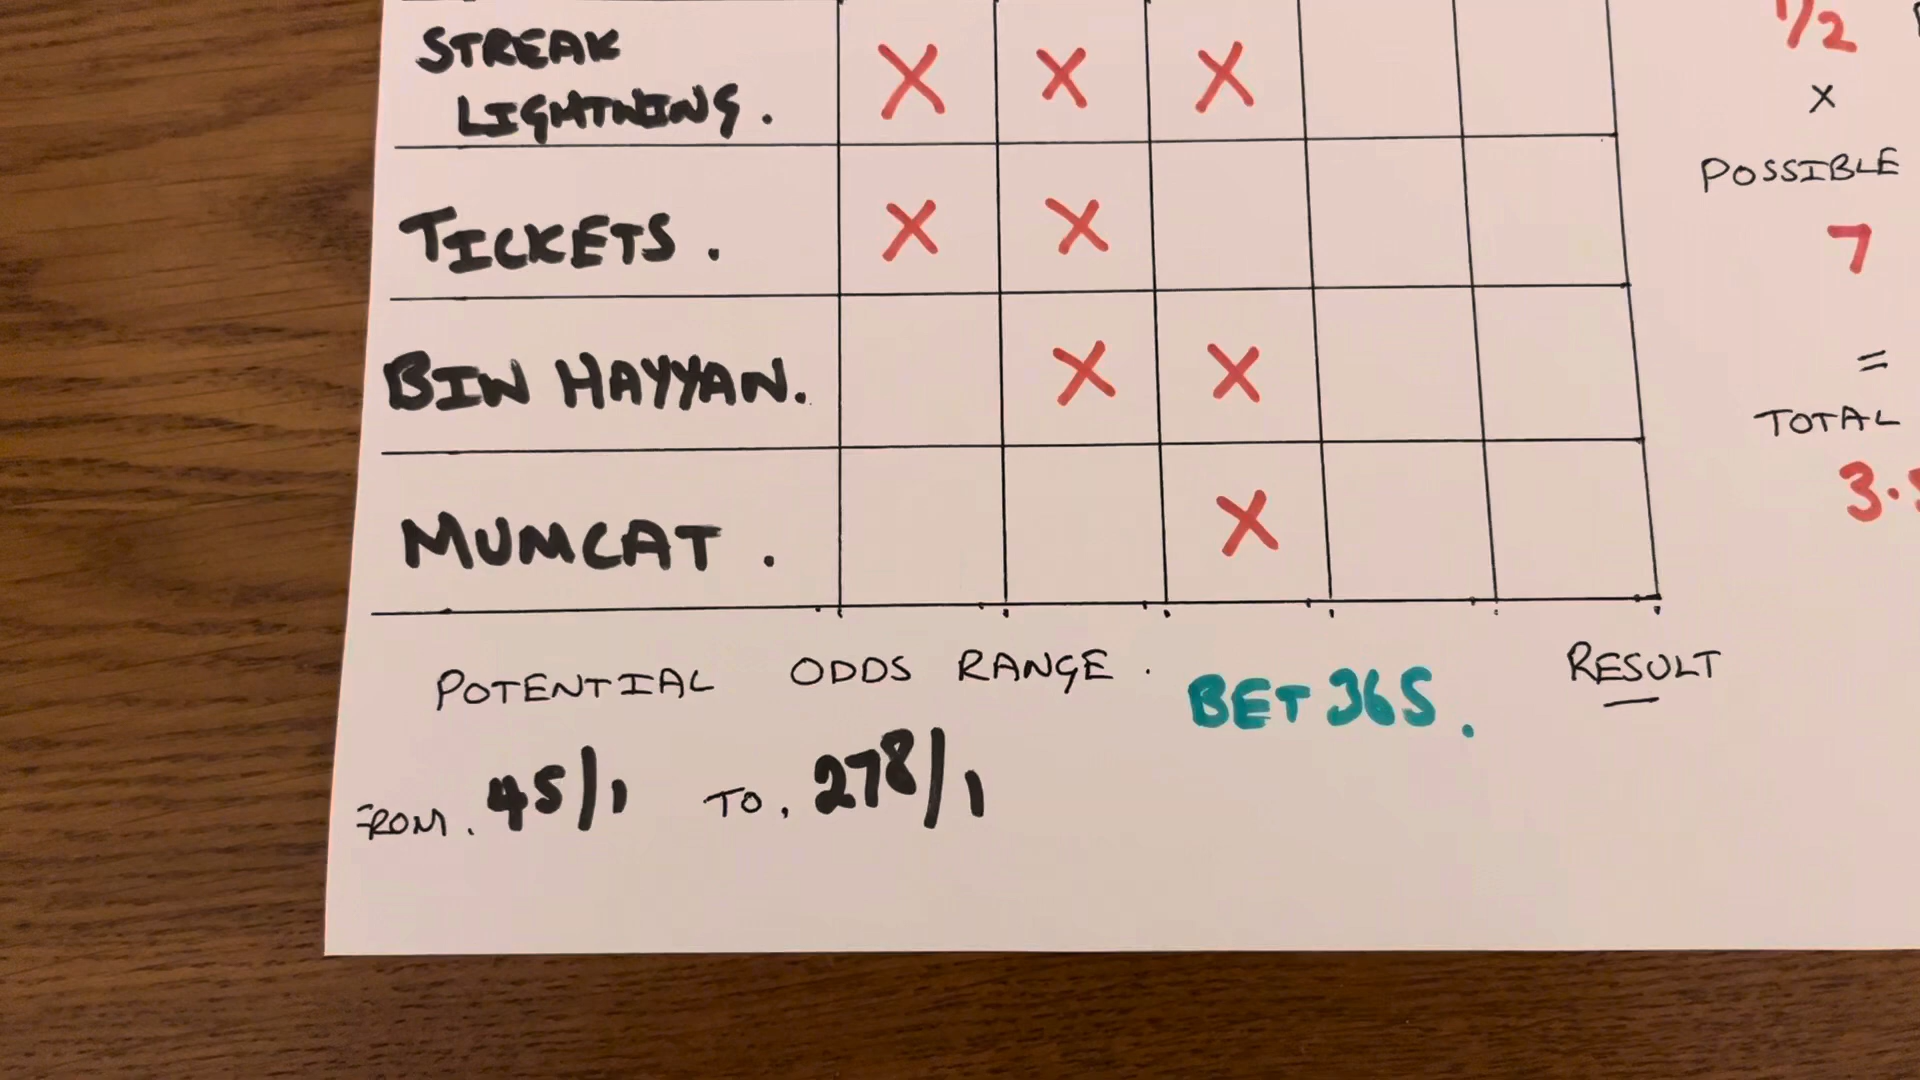 STREAK
LIGHTNING.
X X X
TICKETS.
X X
BIN HAYYAN.
X X
MUMCAT.
X
POTENTIAL ODDS RANGE.
BET 365.
RESULT
FROM. 45/1 TO. 278/1
1/2
X
POSSIBLE
7
=
TOTAL